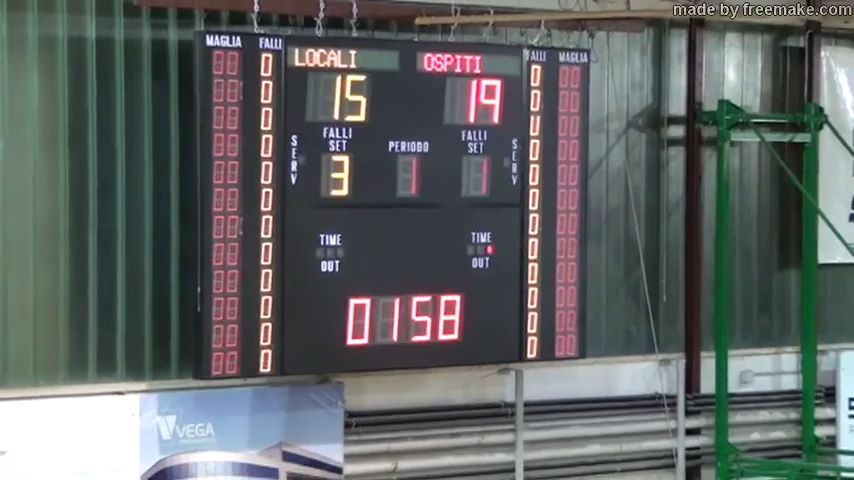 made by freemake.com
MAGLIA FALLI LOCALI OSPITI FALLI MAGLIA
15 19
FALLI SET PERIODO FALLI SET
SERV 3 1 1 SERV
TIME OUT TIME OUT
0158
VEGA